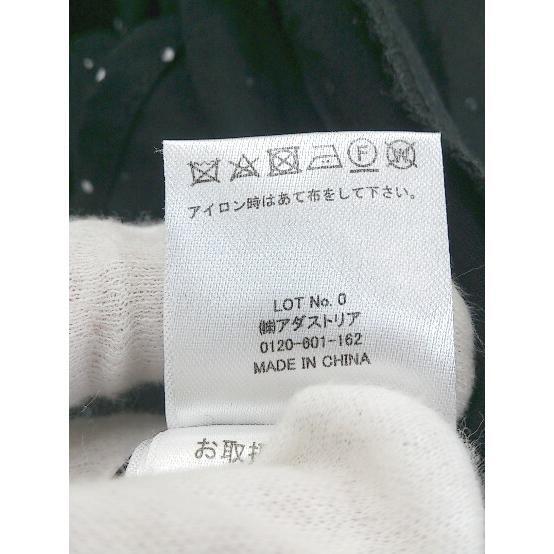 F W
アイロン時はあて布をして下さい。
LOT No. 0
㈱アダストリア
0120-601-162
MADE IN CHINA
お取扱